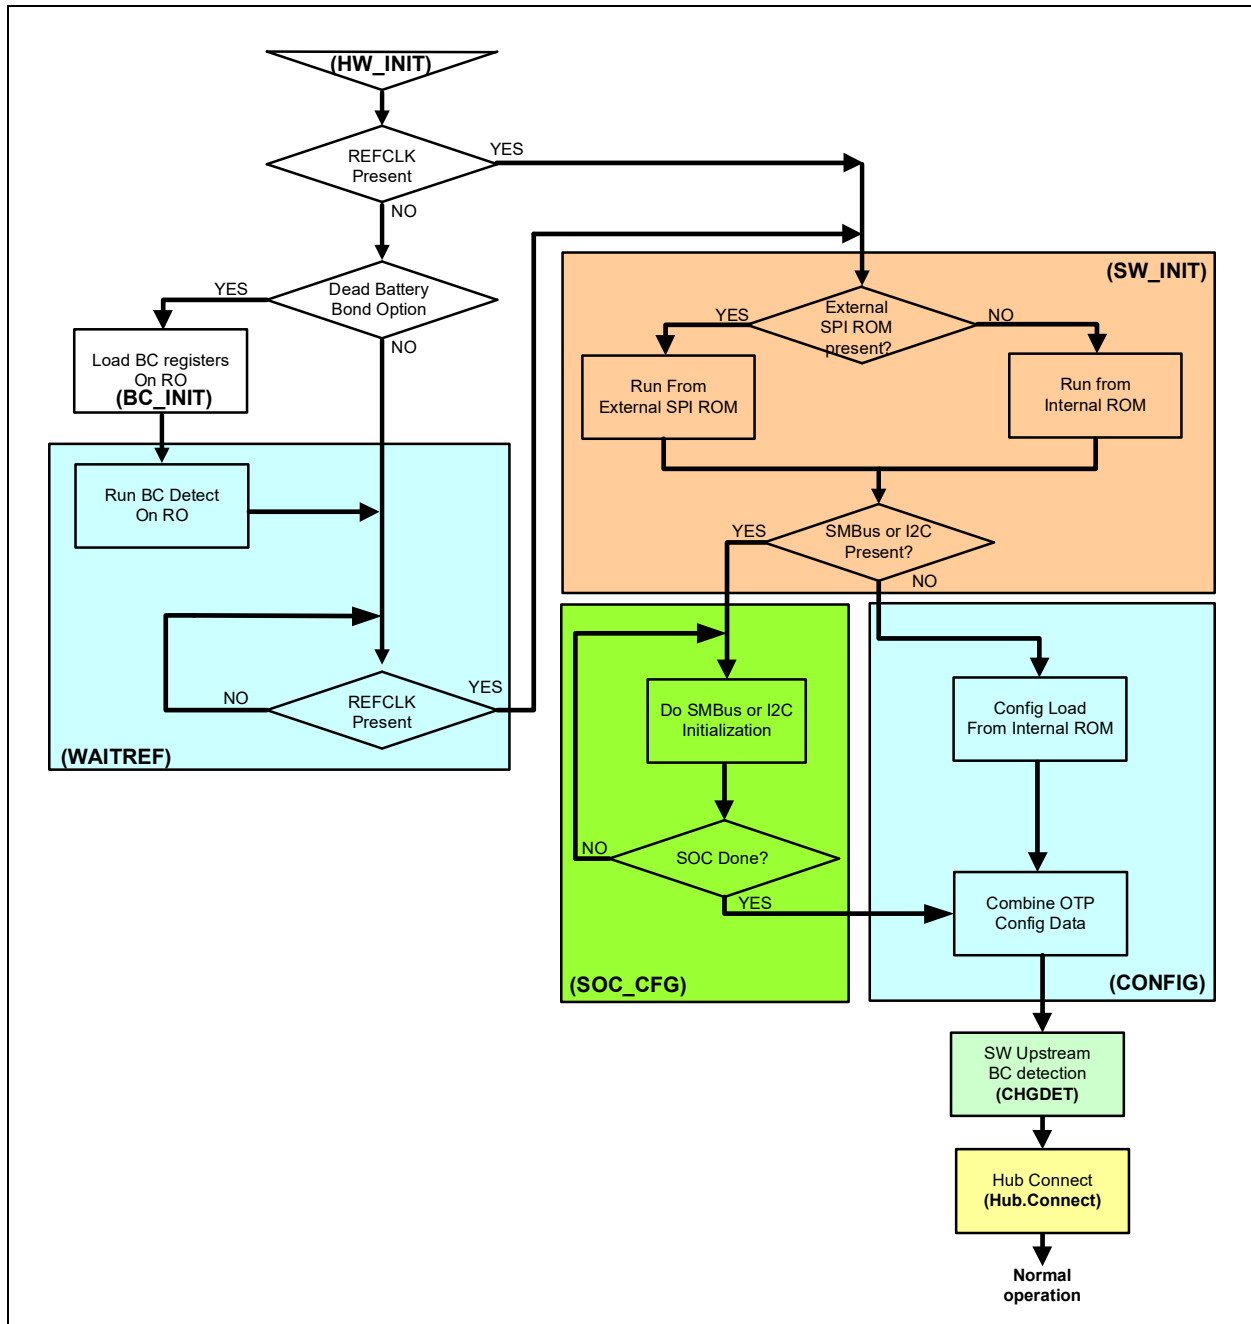 (HW_INIT)
REFCLK
Present
YES
NO
Dead Battery
Bond Option
YES
NO
Load BC registers
On RO
(BC_INIT)
Run BC Detect
On RO
REFCLK
Present
NO
YES
(WAITREF)
(SW_INIT)
External
SPI ROM
present?
YES
NO
Run From
External SPI ROM
Run from
Internal ROM
SMBus or I2C
Present?
YES
NO
Do SMBus or I2C
Initialization
SOC Done?
NO
YES
(SOC_CFG)
Config Load
From Internal ROM
Combine OTP
Config Data
(CONFIG)
SW Upstream
BC detection
(CHGDET)
Hub Connect
(Hub.Connect)
Normal
operation